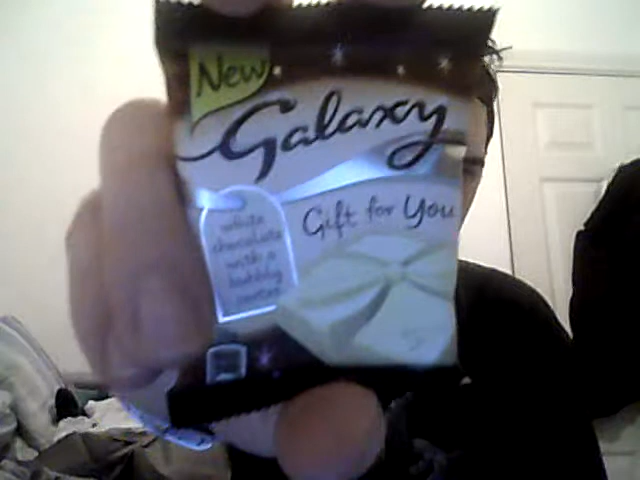 New
Galaxy
Gift for You
white
chocolate
with a
bubbly
centre